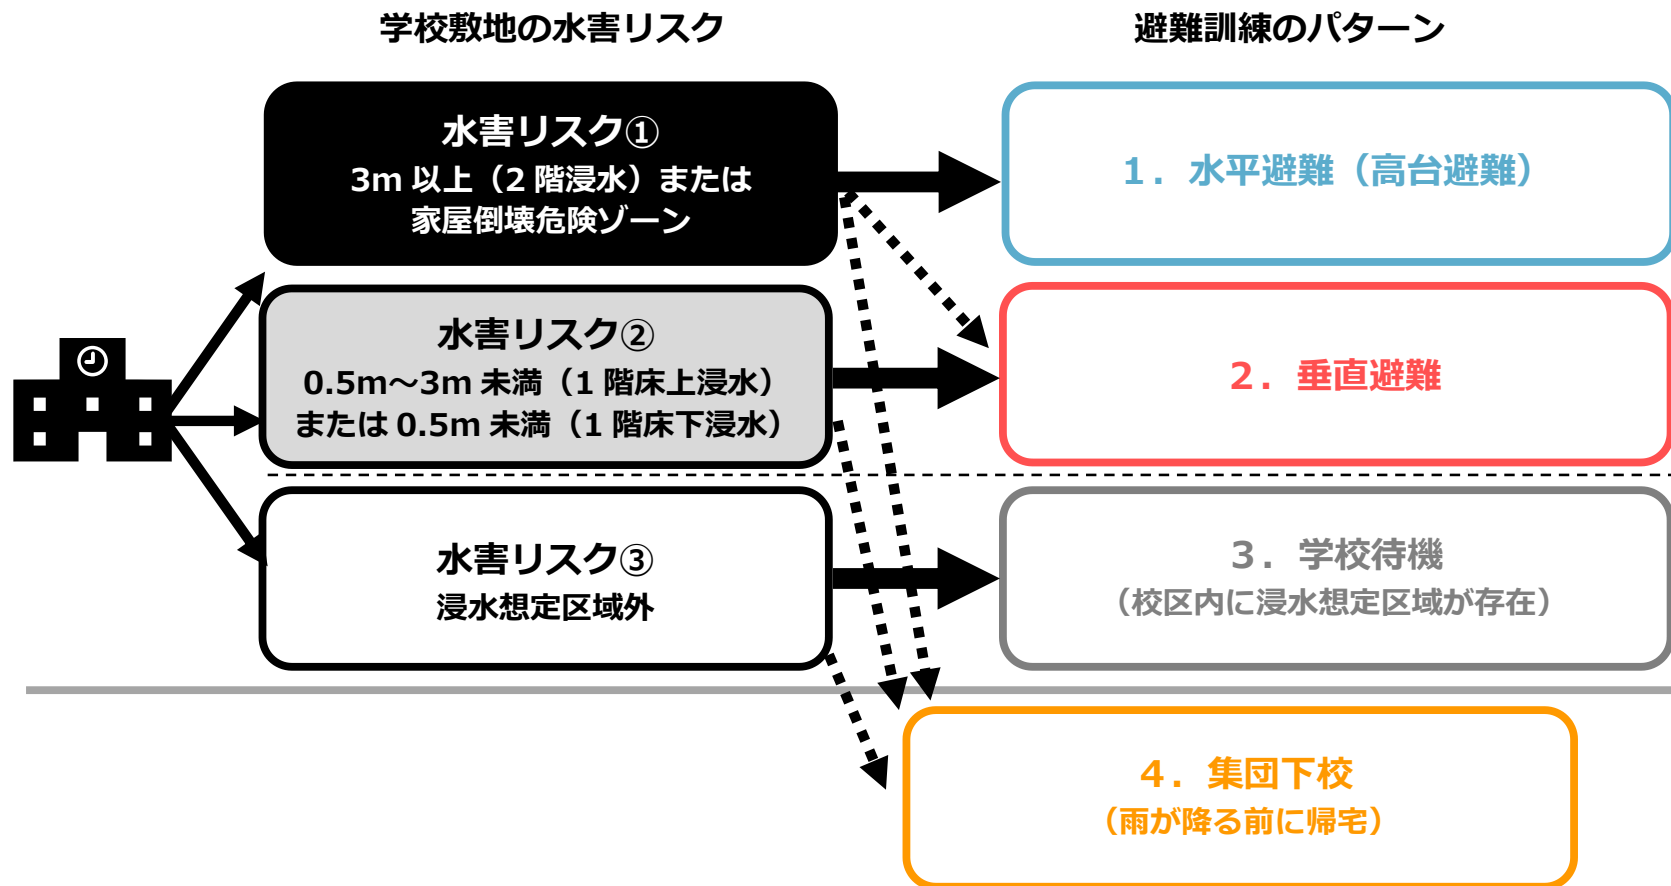 学校敷地の水害リスク
避難訓練のパターン
水害リスク①
3m 以上（2 階浸水）または
家屋倒壊危険ゾーン
1．水平避難（高台避難）
水害リスク②
0.5m～3m 未満（1 階床上浸水）
または 0.5m 未満（1 階床下浸水）
2．垂直避難
水害リスク③
浸水想定区域外
3．学校待機
（校区内に浸水想定区域が存在）
4．集団下校
（雨が降る前に帰宅）